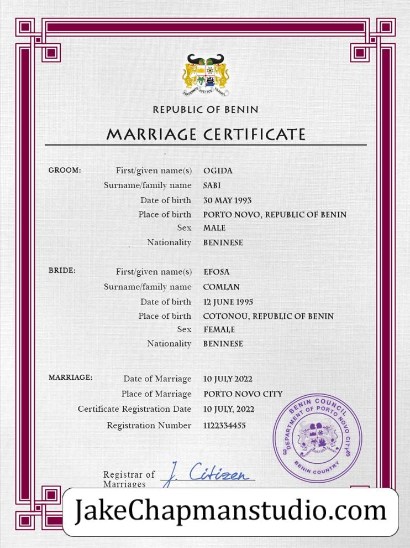 REPUBLIC OF BENIN
MARRIAGE CERTIFICATE
GROOM: First/given name(s) OGIDA
Surname/family name SABI
Date of birth 30 MAY 1993
Place of birth PORTO NOVO, REPUBLIC OF BENIN
Sex MALE
Nationality BENINESE
BRIDE: First/given name(s) EFOSA
Surname/family name COMLAN
Date of birth 12 JUNE 1995
Place of birth COTONOU, REPUBLIC OF BENIN
Sex FEMALE
Nationality BENINESE
MARRIAGE: Date of Marriage 10 JULY 2022
Place of Marriage PORTO NOVO CITY
Certificate Registration Date 10 JULY, 2022
Registration Number 1122334455
BENIN COUNCIL
DEPARTMENT OF PORTO NOVO CITY
BENIN COUNTRY
Registrar of Marriages J. Citizen
JakeChapmanstudio.com